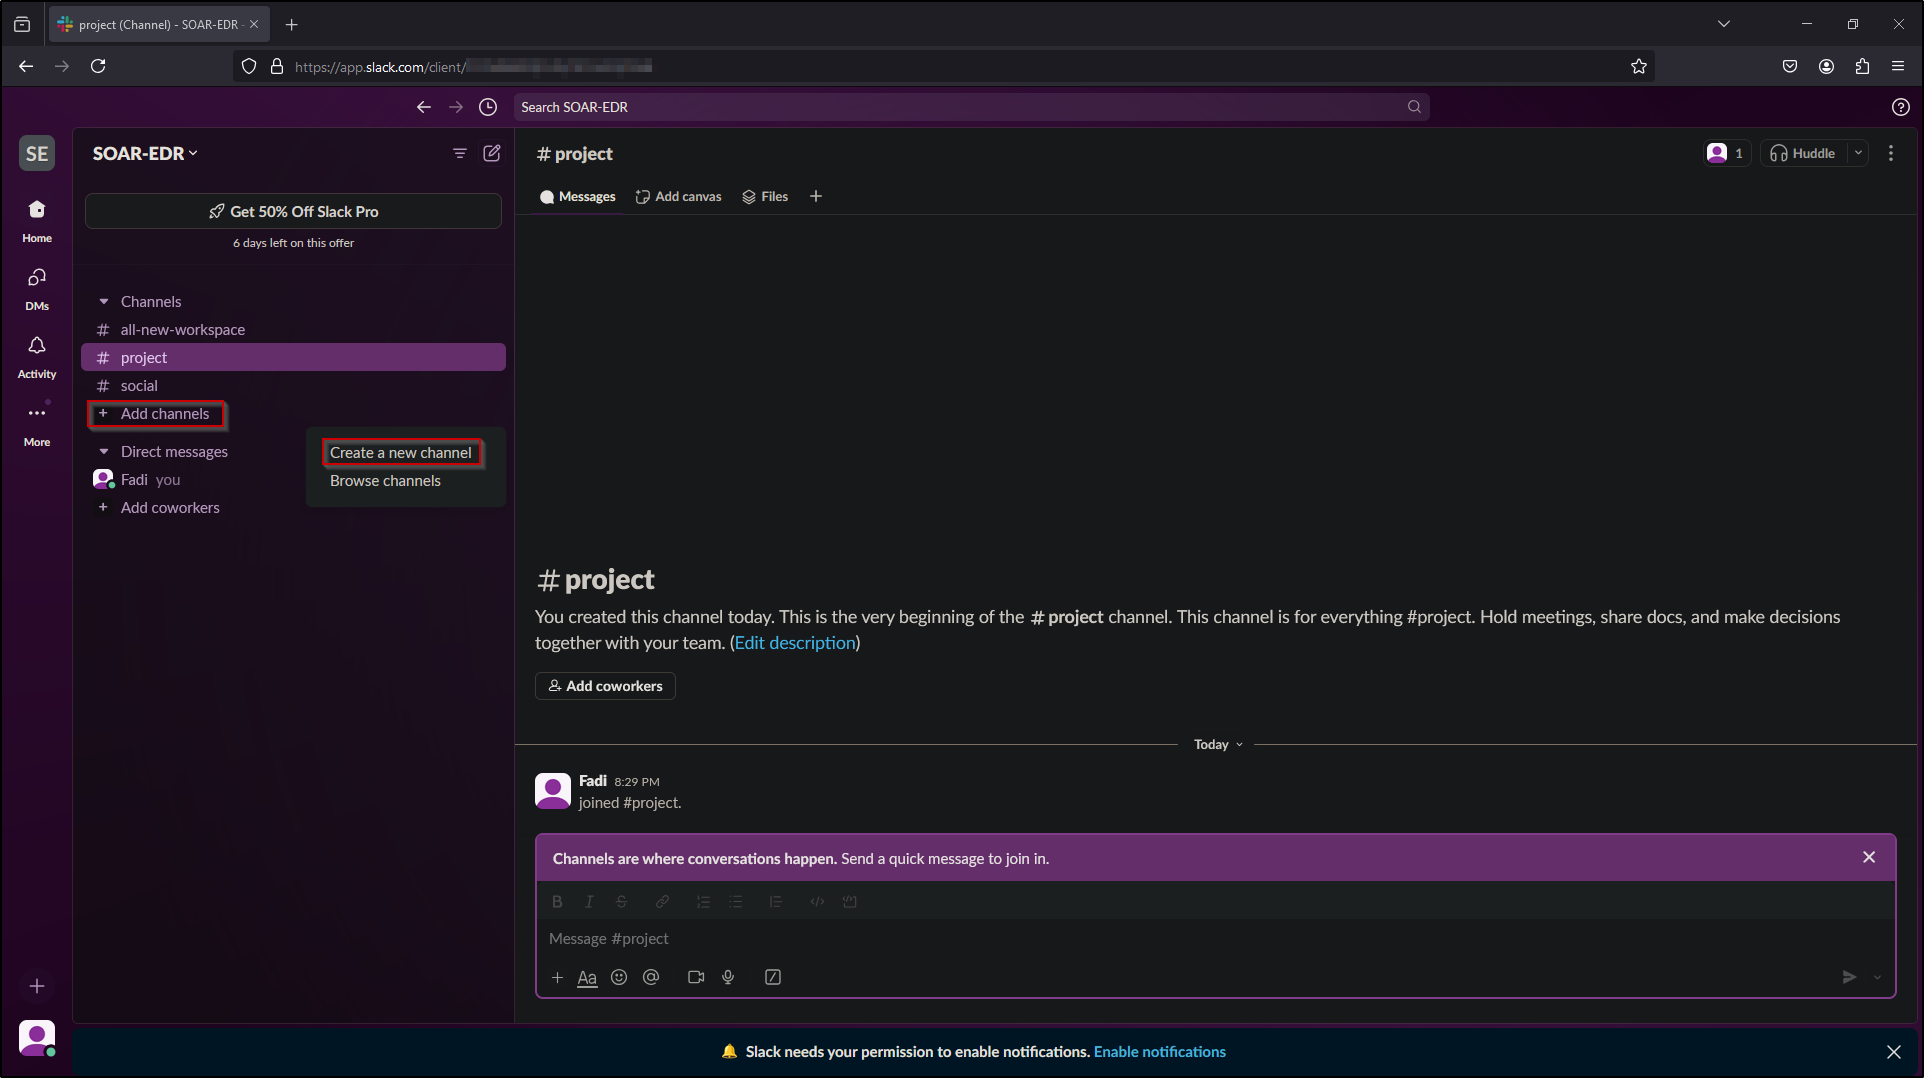 project (Channel) - SOAR-EDR -
https://app.slack.com/client/
Search SOAR-EDR
SE
Home
DMs
Activity
More
SOAR-EDR
Get 50% Off Slack Pro
6 days left on this offer
Channels
# all-new-workspace
# project
# social
+ Add channels
Create a new channel
Browse channels
Direct messages
Fadi you
+ Add coworkers
# project
1
Huddle
Messages
Add canvas
Files
# project
You created this channel today. This is the very beginning of the # project channel. This channel is for everything #project. Hold meetings, share docs, and make decisions
together with your team. (Edit description)
Add coworkers
Today
Fadi 8:29 PM
joined #project.
Channels are where conversations happen. Send a quick message to join in.
Message #project
Aa
Slack needs your permission to enable notifications. Enable notifications